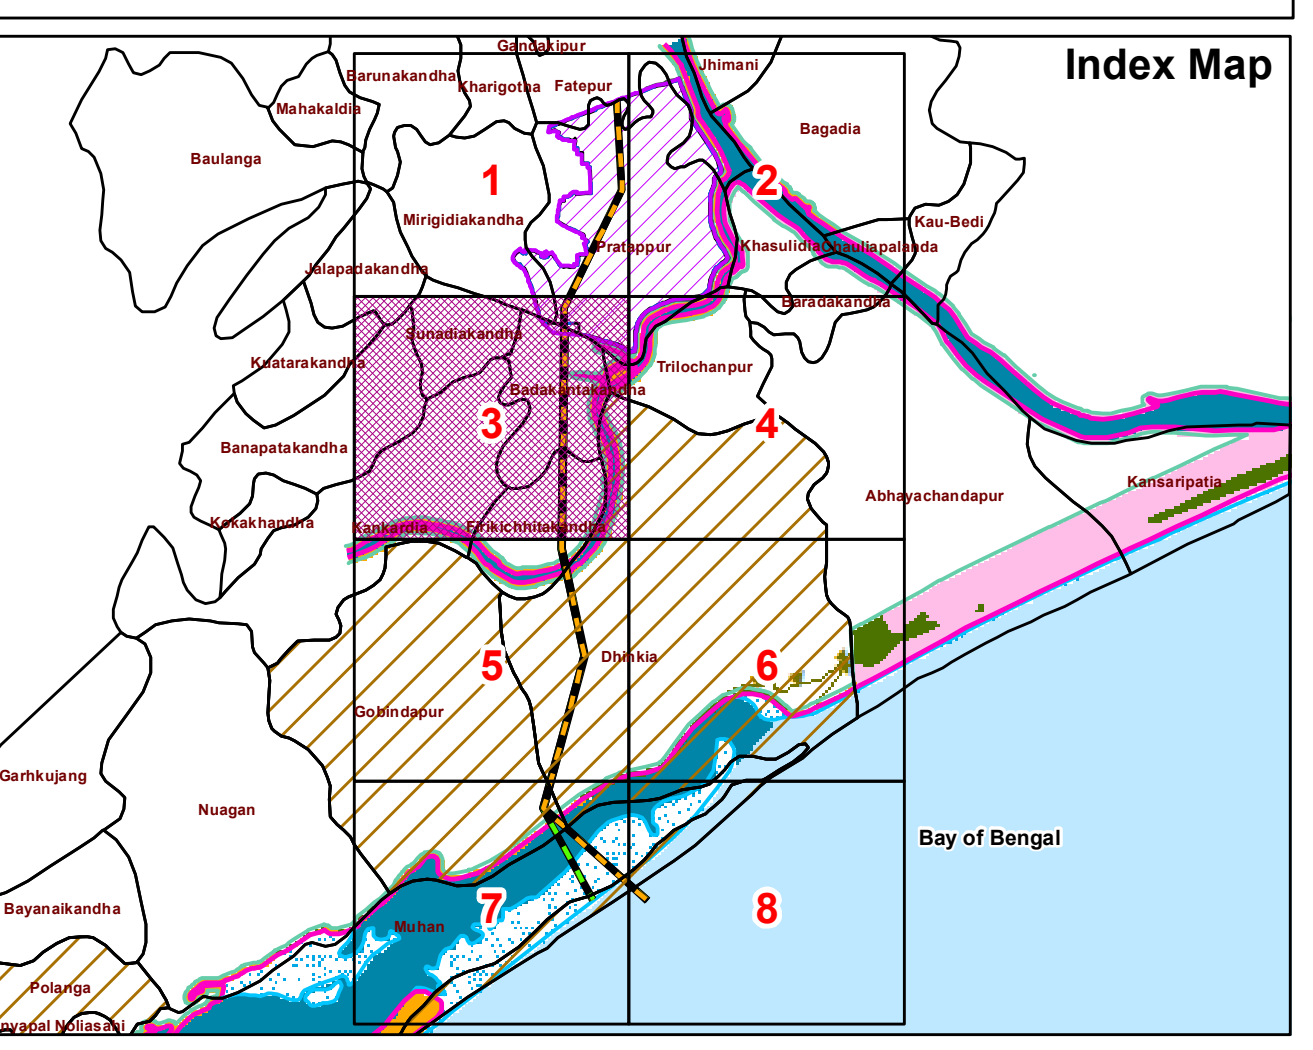 Gandakipur
Index Map
Jhimani
Barunakandha
Kharigotha
Fatepur
Mahakaldia
Bagadia
Baulanga
1
2
Mirigidiakandha
Kau-Bedi
Pratappur
Khasulidia
Chauliapalanda
Jalapadakandha
Baradakandha
Sunadiakandha
Kuatarakandha
Trilochanpur
Badakantakandha
3
4
Banapatakandha
Kansaripatia
Abhayachandapur
Kokakhandha
Kankardia
Firikichhitakandha
Dhinkia
5
6
Gobindapur
Garhkujang
Nuagan
Bay of Bengal
Bayanaikandha
7
8
Muhan
Polanga
nyapal Noliasahi